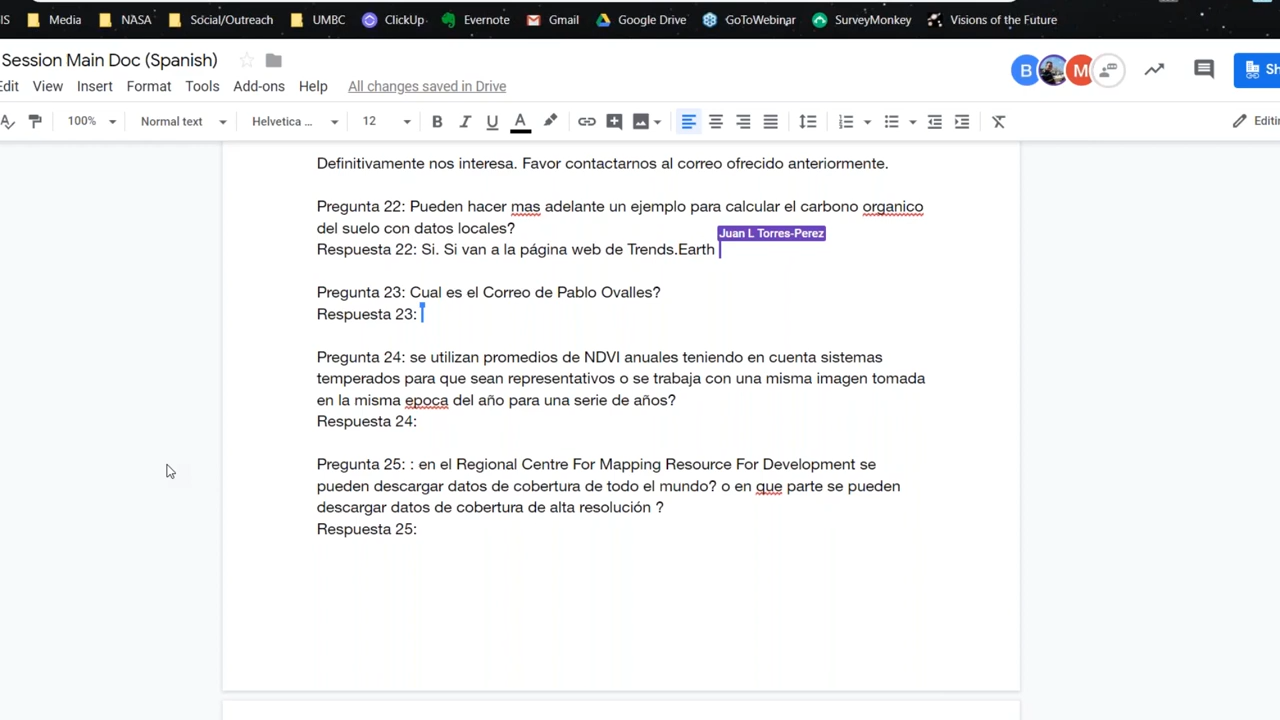 IS Media NASA Social/Outreach UMBC ClickUp Evernote Gmail Google Drive GoToWebinar SurveyMonkey Visions of the Future
Session Main Doc (Spanish)
Edit View Insert Format Tools Add-ons Help All changes saved in Drive
B M Sh
100% Normal text Helvetica ... 12 B I U A Editin
Definitivamente nos interesa. Favor contactarnos al correo ofrecido anteriormente.
Pregunta 22: Pueden hacer mas adelante un ejemplo para calcular el carbono organico
del suelo con datos locales?
Juan L Torres-Perez
Respuesta 22: Si. Si van a la página web de Trends.Earth
Pregunta 23: Cual es el Correo de Pablo Ovalles?
Respuesta 23:
Pregunta 24: se utilizan promedios de NDVI anuales teniendo en cuenta sistemas
temperados para que sean representativos o se trabaja con una misma imagen tomada
en la misma epoca del año para una serie de años?
Respuesta 24:
Pregunta 25: : en el Regional Centre For Mapping Resource For Development se
pueden descargar datos de cobertura de todo el mundo? o en que parte se pueden
descargar datos de cobertura de alta resolución ?
Respuesta 25: